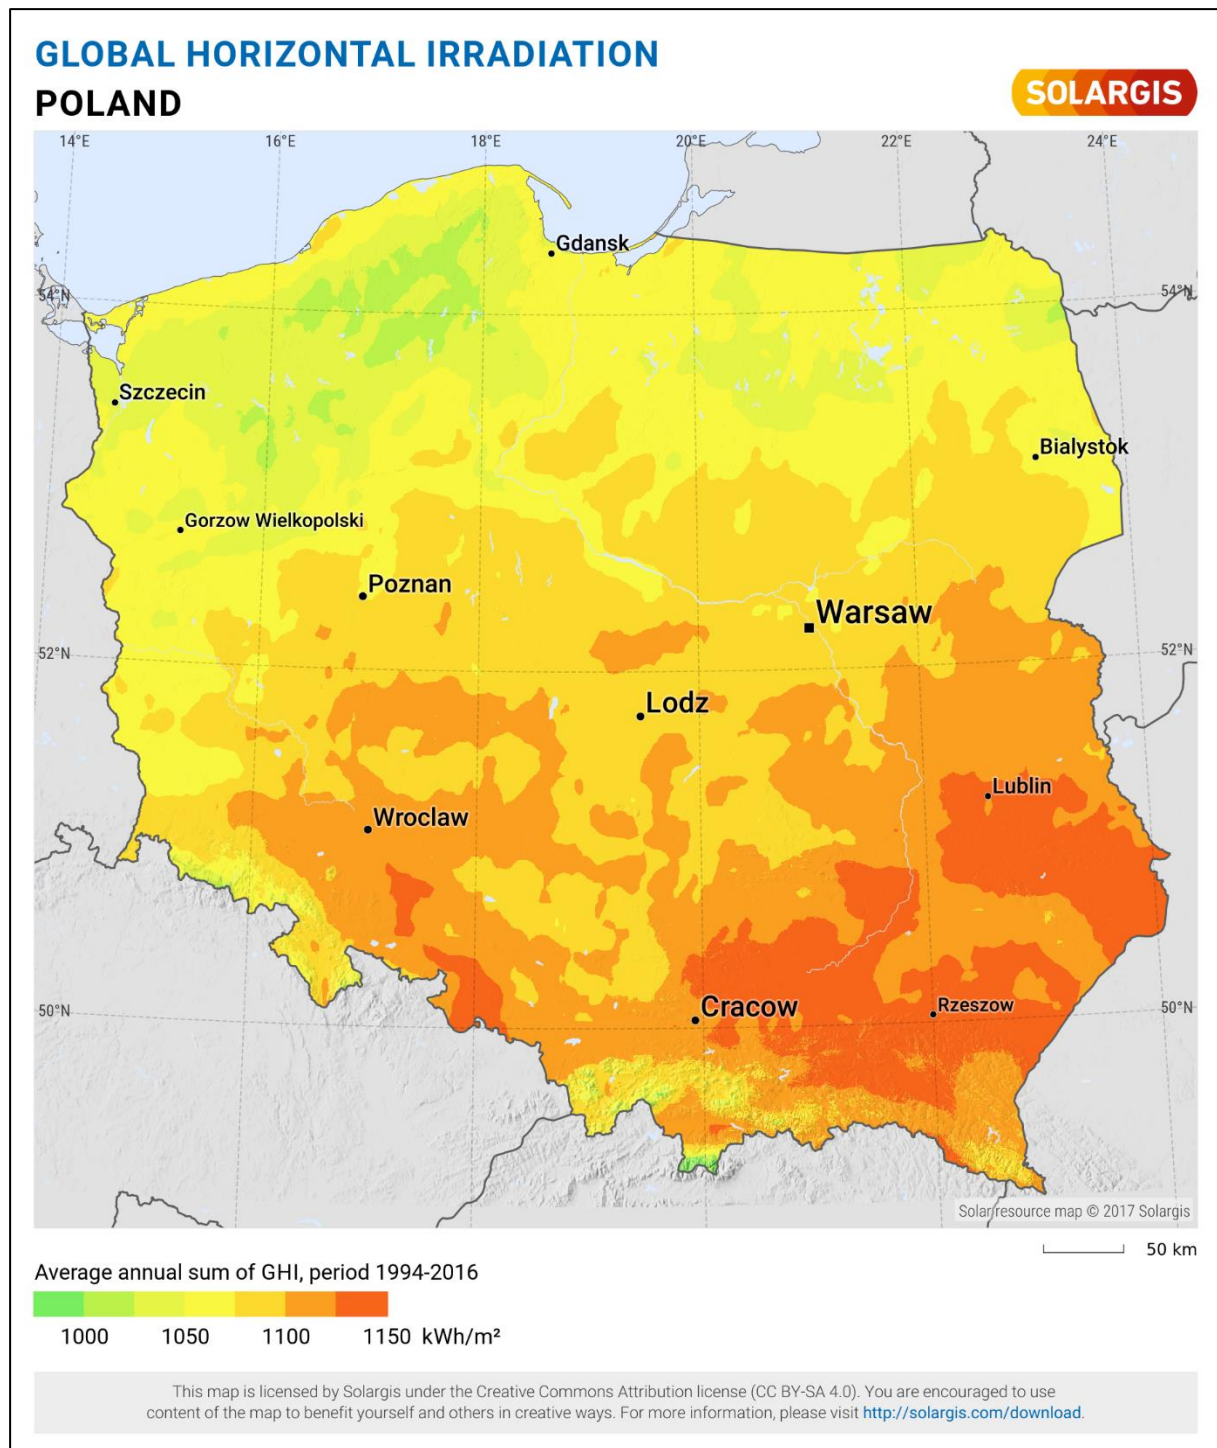 GLOBAL HORIZONTAL IRRADIATION
POLAND
SOLARGIS
14°E 16°E 18°E 20°E 22°E 24°E
Gdansk
54°N 54°N
Szczecin
Bialystok
Gorzow Wielkopolski
Poznan
Warsaw
52°N 52°N
Lodz
Lublin
Wroclaw
Cracow
Rzeszow
50°N 50°N
Solar resource map © 2017 Solargis
50 km
Average annual sum of GHI, period 1994-2016
1000 1050 1100 1150 kWh/m²
This map is licensed by Solargis under the Creative Commons Attribution license (CC BY-SA 4.0). You are encouraged to use
content of the map to benefit yourself and others in creative ways. For more information, please visit http://solargis.com/download.